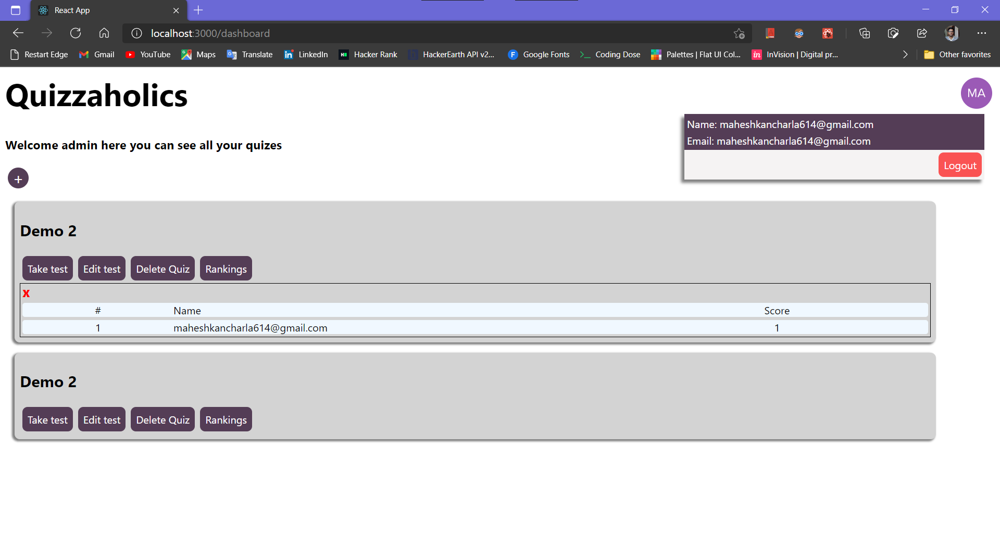 React App
localhost:3000/dashboard
Restart Edge Gmail YouTube Maps Translate LinkedIn Hacker Rank HackerEarth API v2... Google Fonts Coding Dose Palettes | Flat UI Col... InVision | Digital pr... Other favorites
Quizzaholics
MA
Name: maheshkancharla614@gmail.com
Email: maheshkancharla614@gmail.com
Logout
Welcome admin here you can see all your quizes
+
Demo 2
Take test Edit test Delete Quiz Rankings
X
# Name Score
1 maheshkancharla614@gmail.com 1
Demo 2
Take test Edit test Delete Quiz Rankings